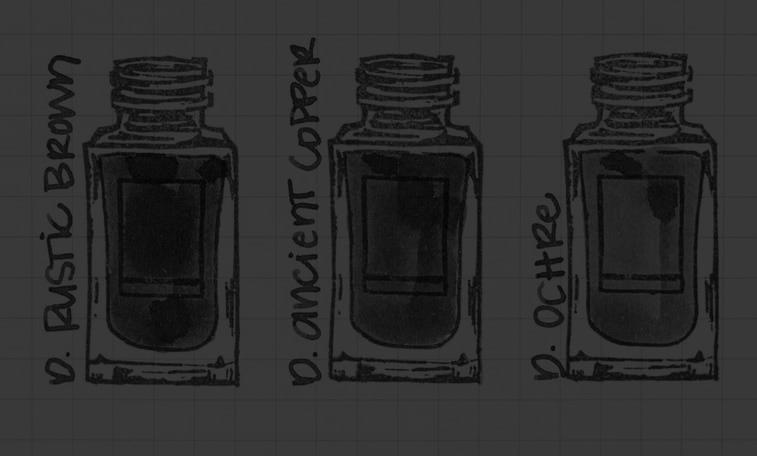 D. RUSTIC BROWN
D. ANCIENT COPPER
D. OCHRE